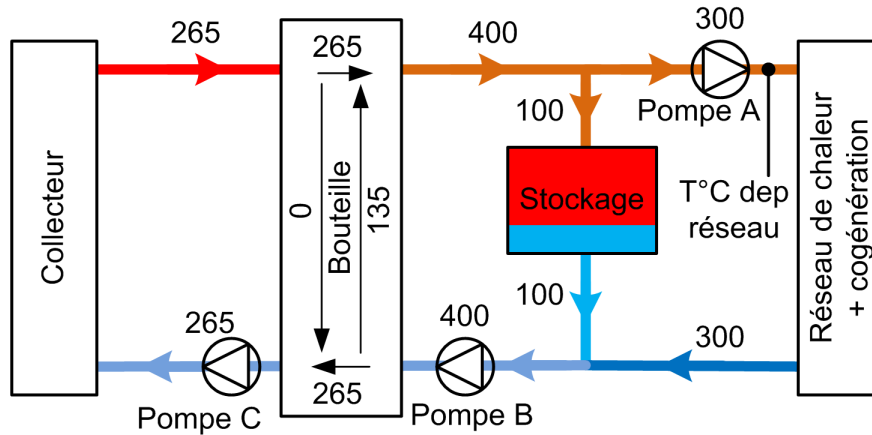 265
265
400
300
Pompe A
100
Collecteur
0
Bouteille
135
Stockage
T°C dep
réseau
Réseau de chaleur
+ cogénération
100
265
400
300
265
Pompe C
Pompe B